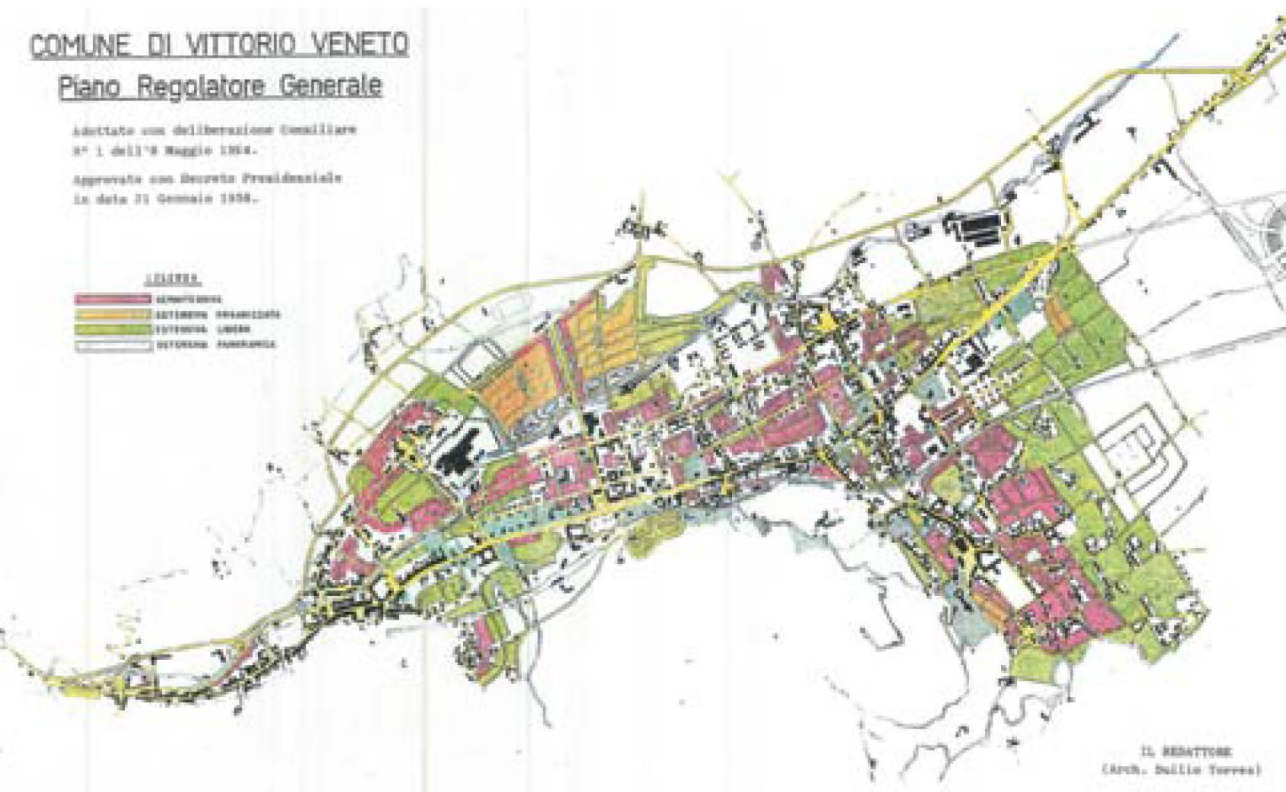 COMUNE DI VITTORIO VENETO
Piano Regolatore Generale
Adottato con deliberazione Consiliare
N° 1 dell'8 Maggio 1954.
Approvato con Decreto Presidenziale
in data 21 Gennaio 1958.
LEGENDA
SEMINTENSIVA
ESTENSIVA ORGANIZZATA
ESTENSIVA LIBERA
ESTENSIVA PANORAMICA
IL REDATTORE
(Arch. Duilio Torres)